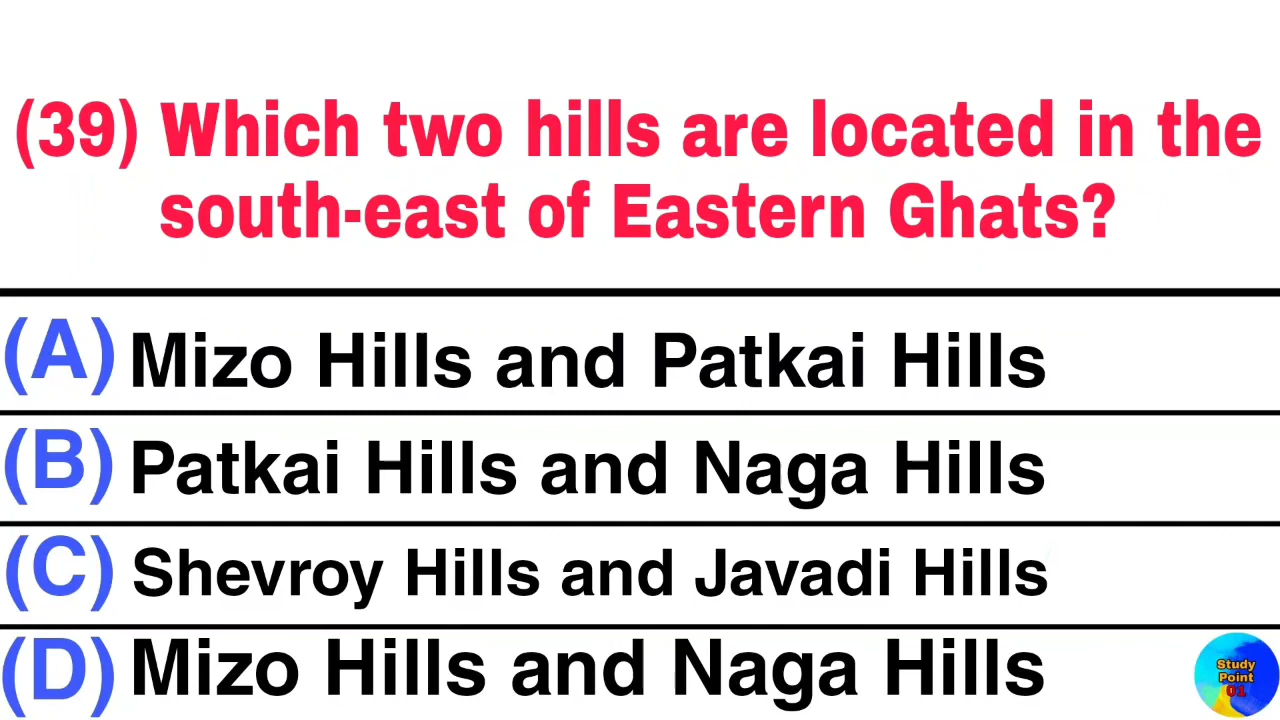 (39) Which two hills are located in the
south-east of Eastern Ghats?
(A) Mizo Hills and Patkai Hills
(B) Patkai Hills and Naga Hills
(C) Shevroy Hills and Javadi Hills
(D) Mizo Hills and Naga Hills
Study
Point
01